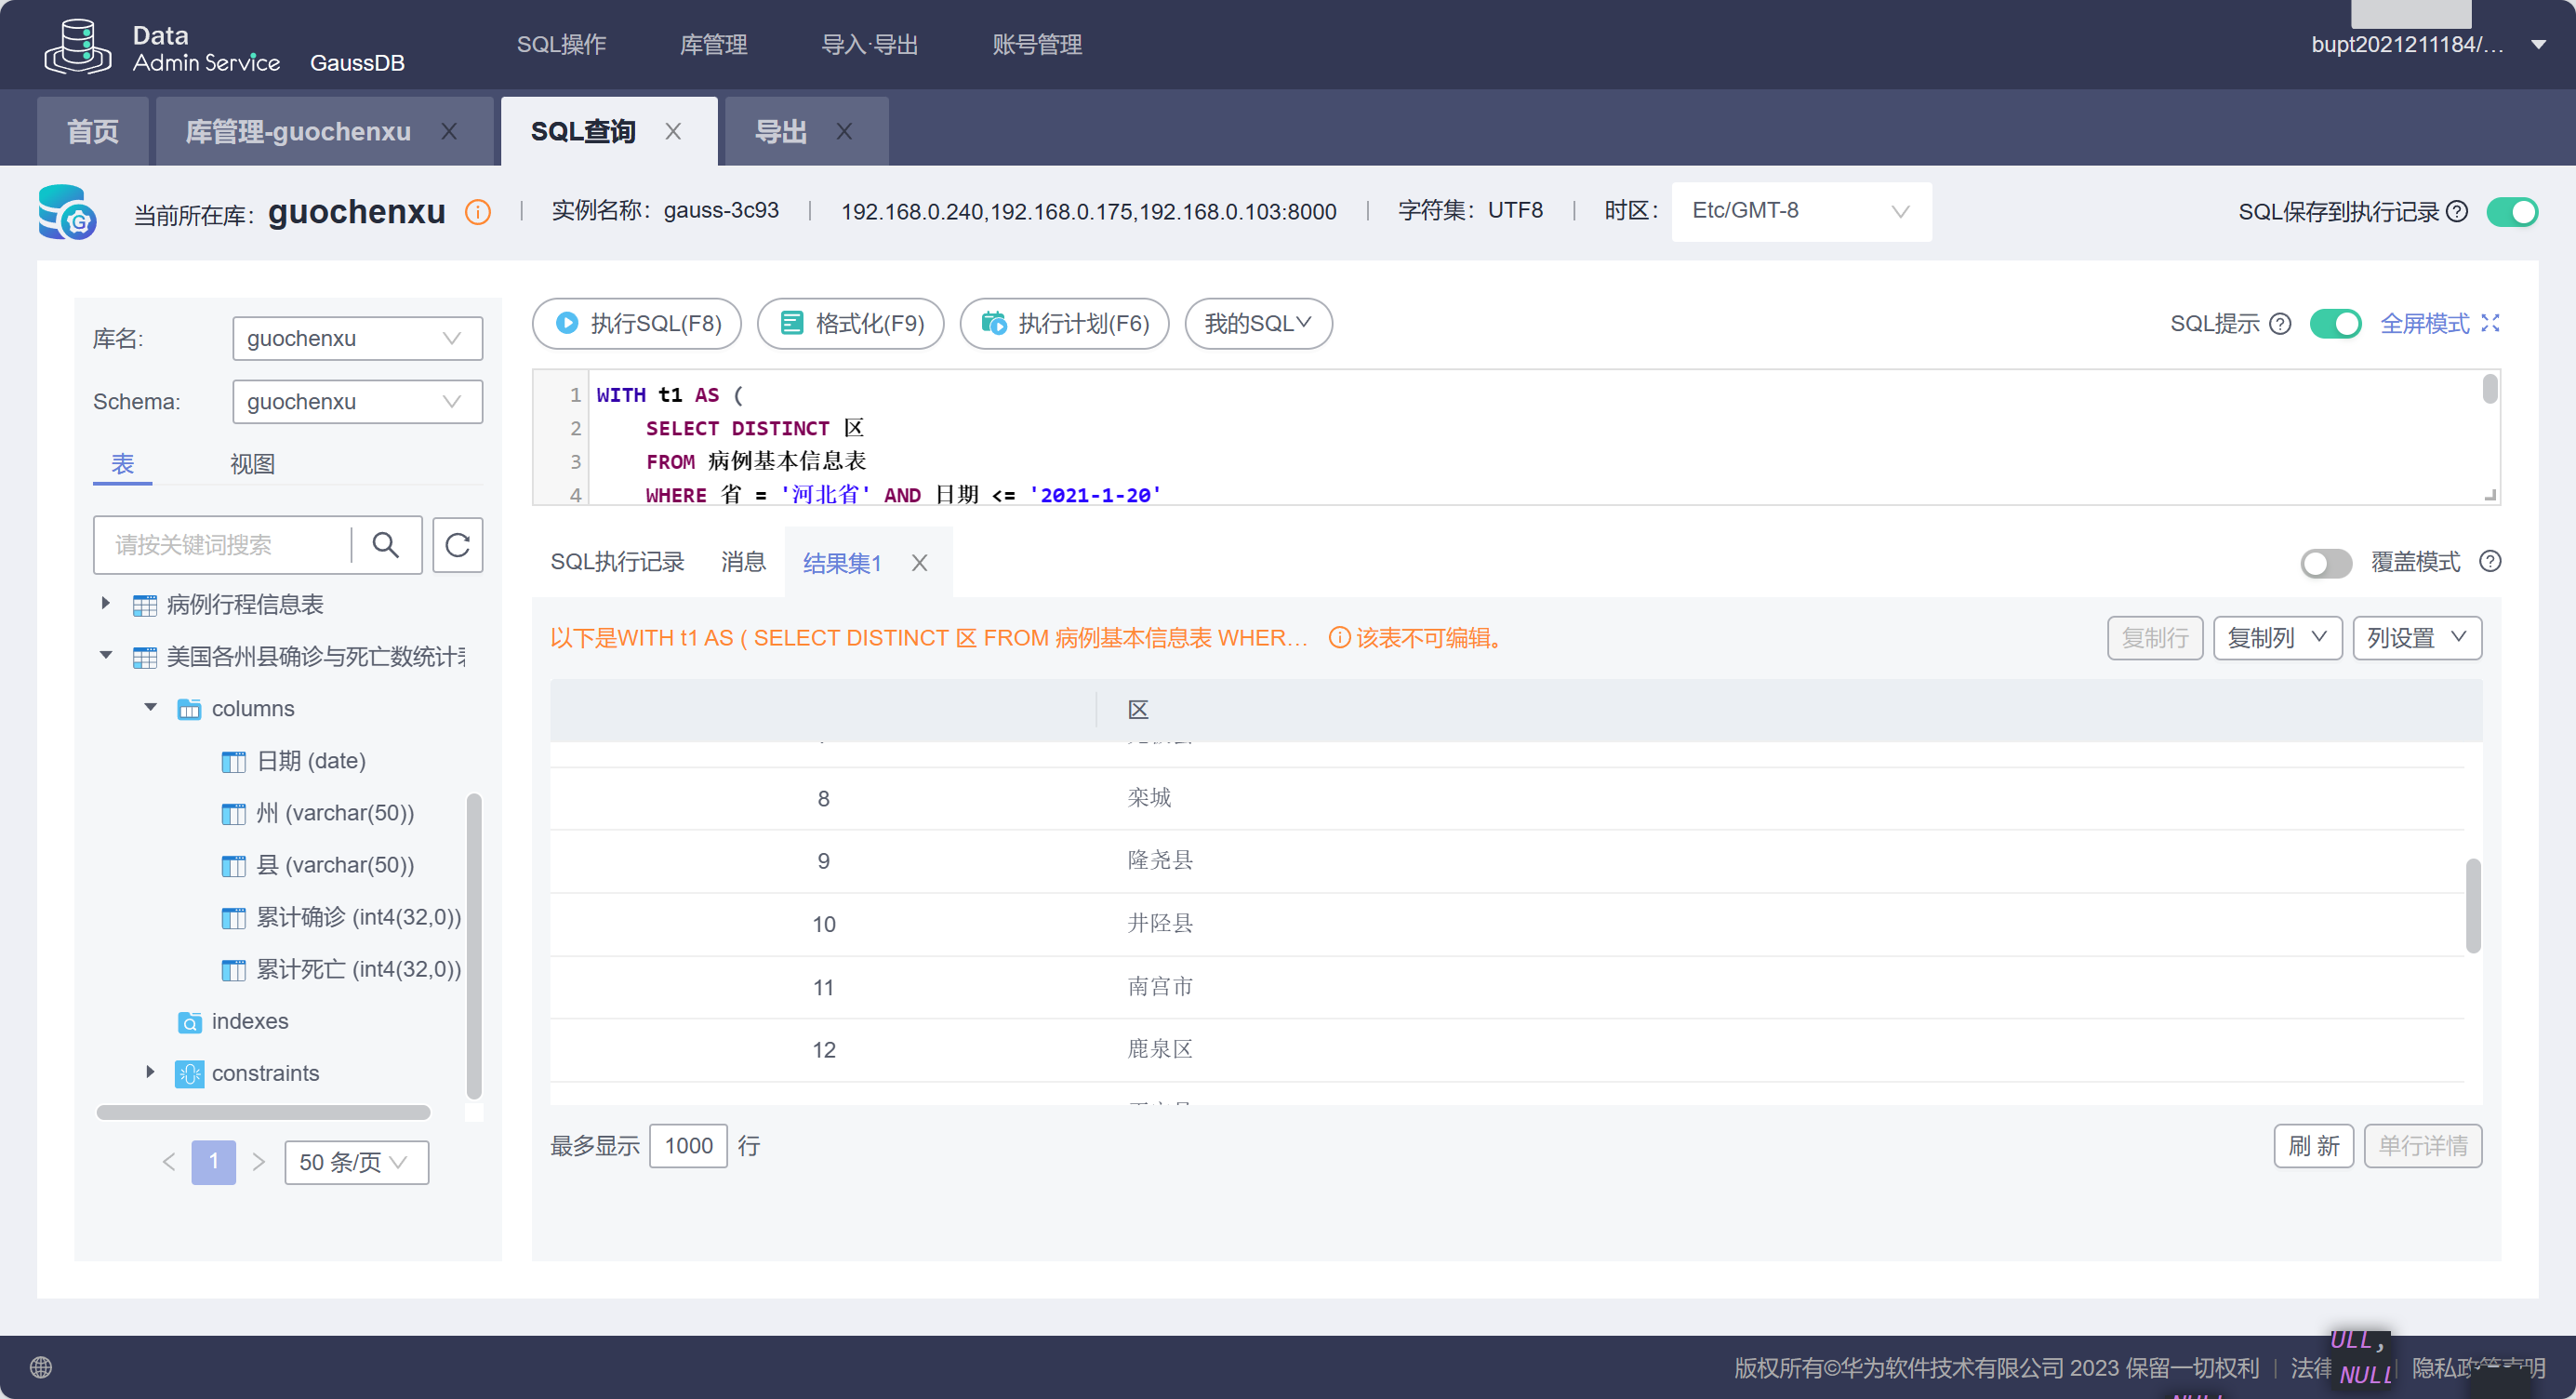 Data
Admin Service
GaussDB
SQL操作
库管理
导入·导出
账号管理
bupt2021211184/...
首页
库管理-guochenxu
SQL查询
导出
当前所在库: guochenxu
实例名称: gauss-3c93
192.168.0.240,192.168.0.175,192.168.0.103:8000
字符集: UTF8
时区:
Etc/GMT-8
SQL保存到执行记录
库名:
guochenxu
Schema:
guochenxu
表
视图
请按关键词搜索
病例行程信息表
美国各州县确诊与死亡数统计
columns
日期 (date)
州 (varchar(50))
县 (varchar(50))
累计确诊 (int4(32,0))
累计死亡 (int4(32,0))
indexes
constraints
1
50 条/页
执行SQL(F8)
格式化(F9)
执行计划(F6)
我的SQL
SQL提示
全屏模式
1 WITH t1 AS (
2 SELECT DISTINCT 区
3 FROM 病例基本信息表
4 WHERE 省 = '河北省' AND 日期 <= '2021-1-20'
SQL执行记录
消息
结果集1
覆盖模式
以下是WITH t1 AS ( SELECT DISTINCT 区 FROM 病例基本信息表 WHER...
该表不可编辑。
复制行
复制列
列设置
区
8 栾城
9 隆尧县
10 井陉县
11 南宫市
12 鹿泉区
最多显示 1000 行
刷 新
单行详情
版权所有©华为软件技术有限公司 2023 保留一切权利
法律
隐私政
明
ULL,
NULL